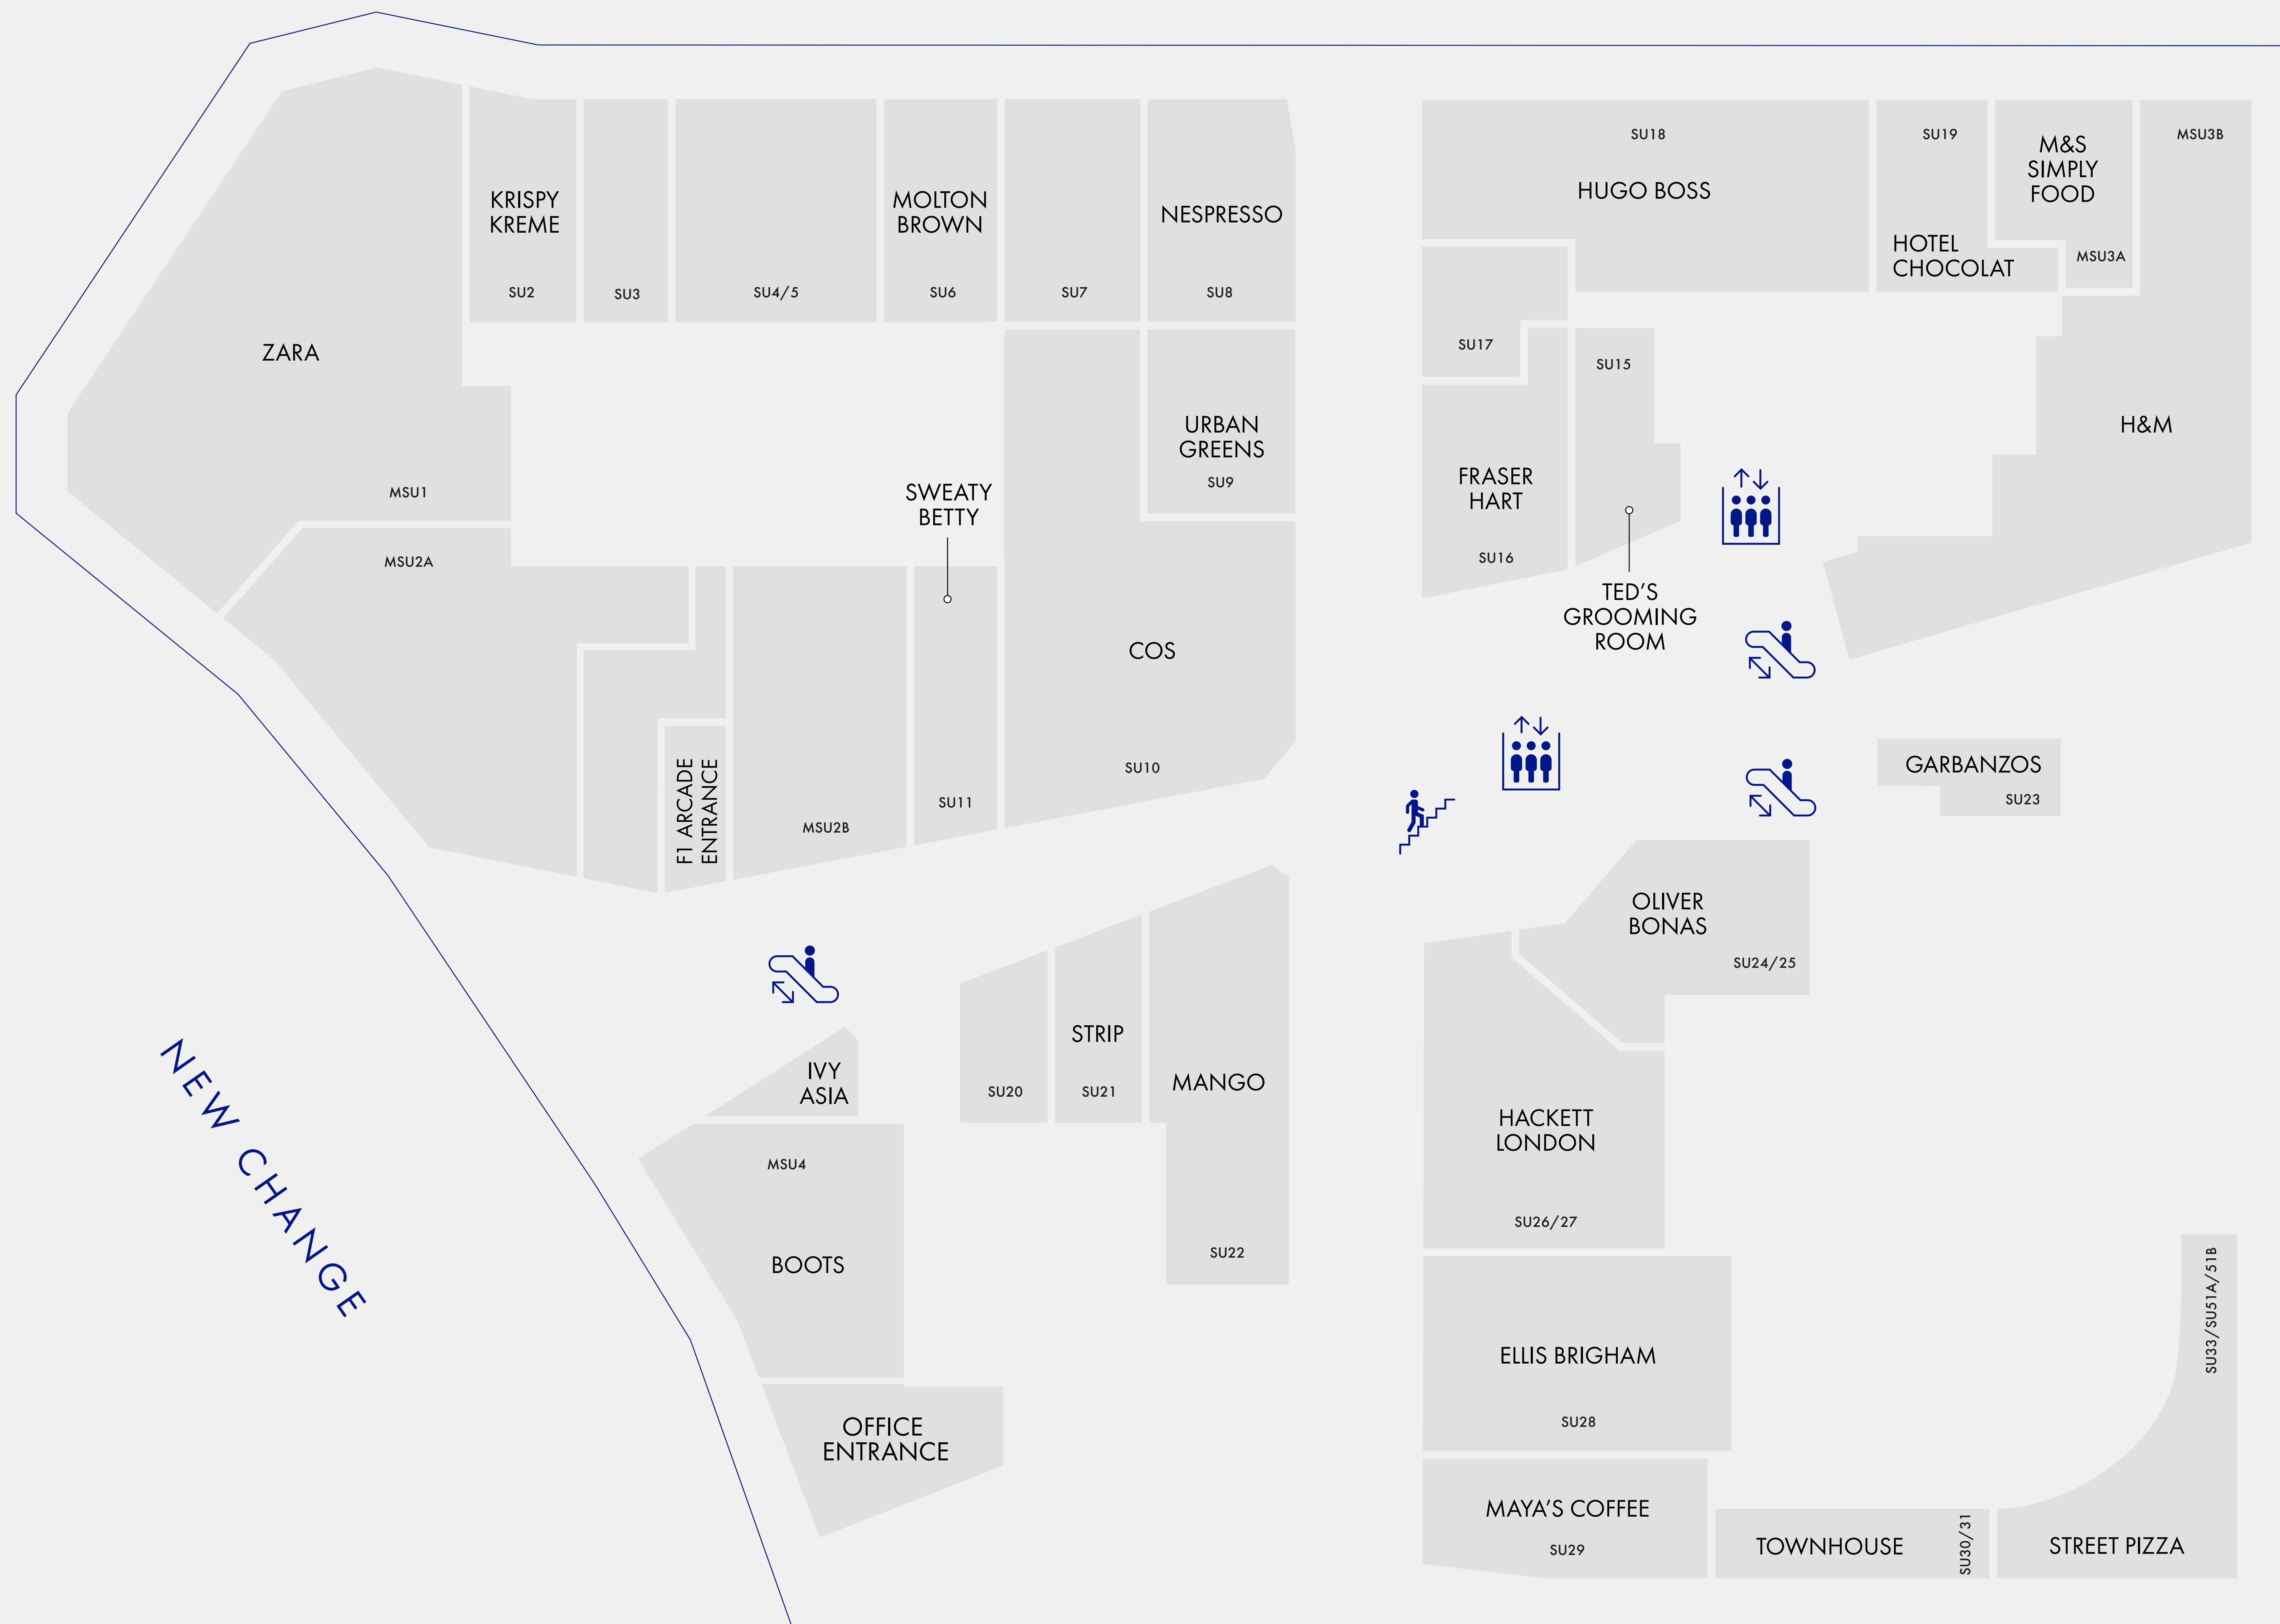 ZARA
MSU1
KRISPY
KREME
SU2
SU3
SU4/5
MOLTON
BROWN
SU6
SU7
NESPRESSO
SU8
URBAN
GREENS
SU9
SWEATY
BETTY
MSU2A
F1 ARCADE
ENTRANCE
MSU2B
SU11
COS
SU10
SU18
HUGO BOSS
SU19
HOTEL
CHOCOLAT
M&S
SIMPLY
FOOD
MSU3A
MSU3B
H&M
SU17
SU15
FRASER
HART
SU16
TED'S
GROOMING
ROOM
GARBANZOS
SU23
OLIVER
BONAS
SU24/25
NEW CHANGE
IVY
ASIA
MSU4
BOOTS
OFFICE
ENTRANCE
SU20
STRIP
SU21
MANGO
SU22
HACKETT
LONDON
SU26/27
ELLIS BRIGHAM
SU28
MAYA'S COFFEE
SU29
TOWNHOUSE
SU30/31
SU33/SU51A/51B
STREET PIZZA